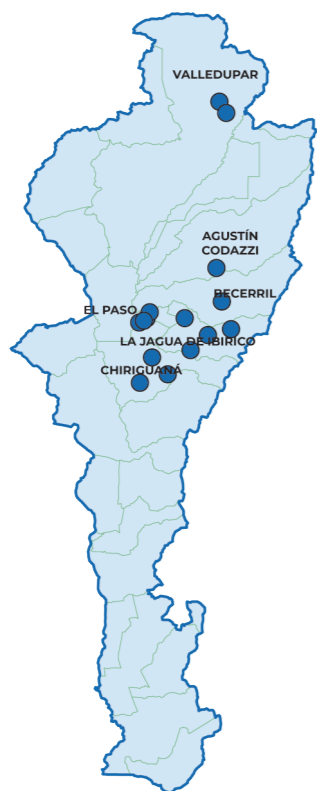 VALLEDUPAR
AGUSTÍN
CODAZZI
BECERRIL
EL PASO
LA JAGUA DE IBIRICO
CHIRIGUANÁ